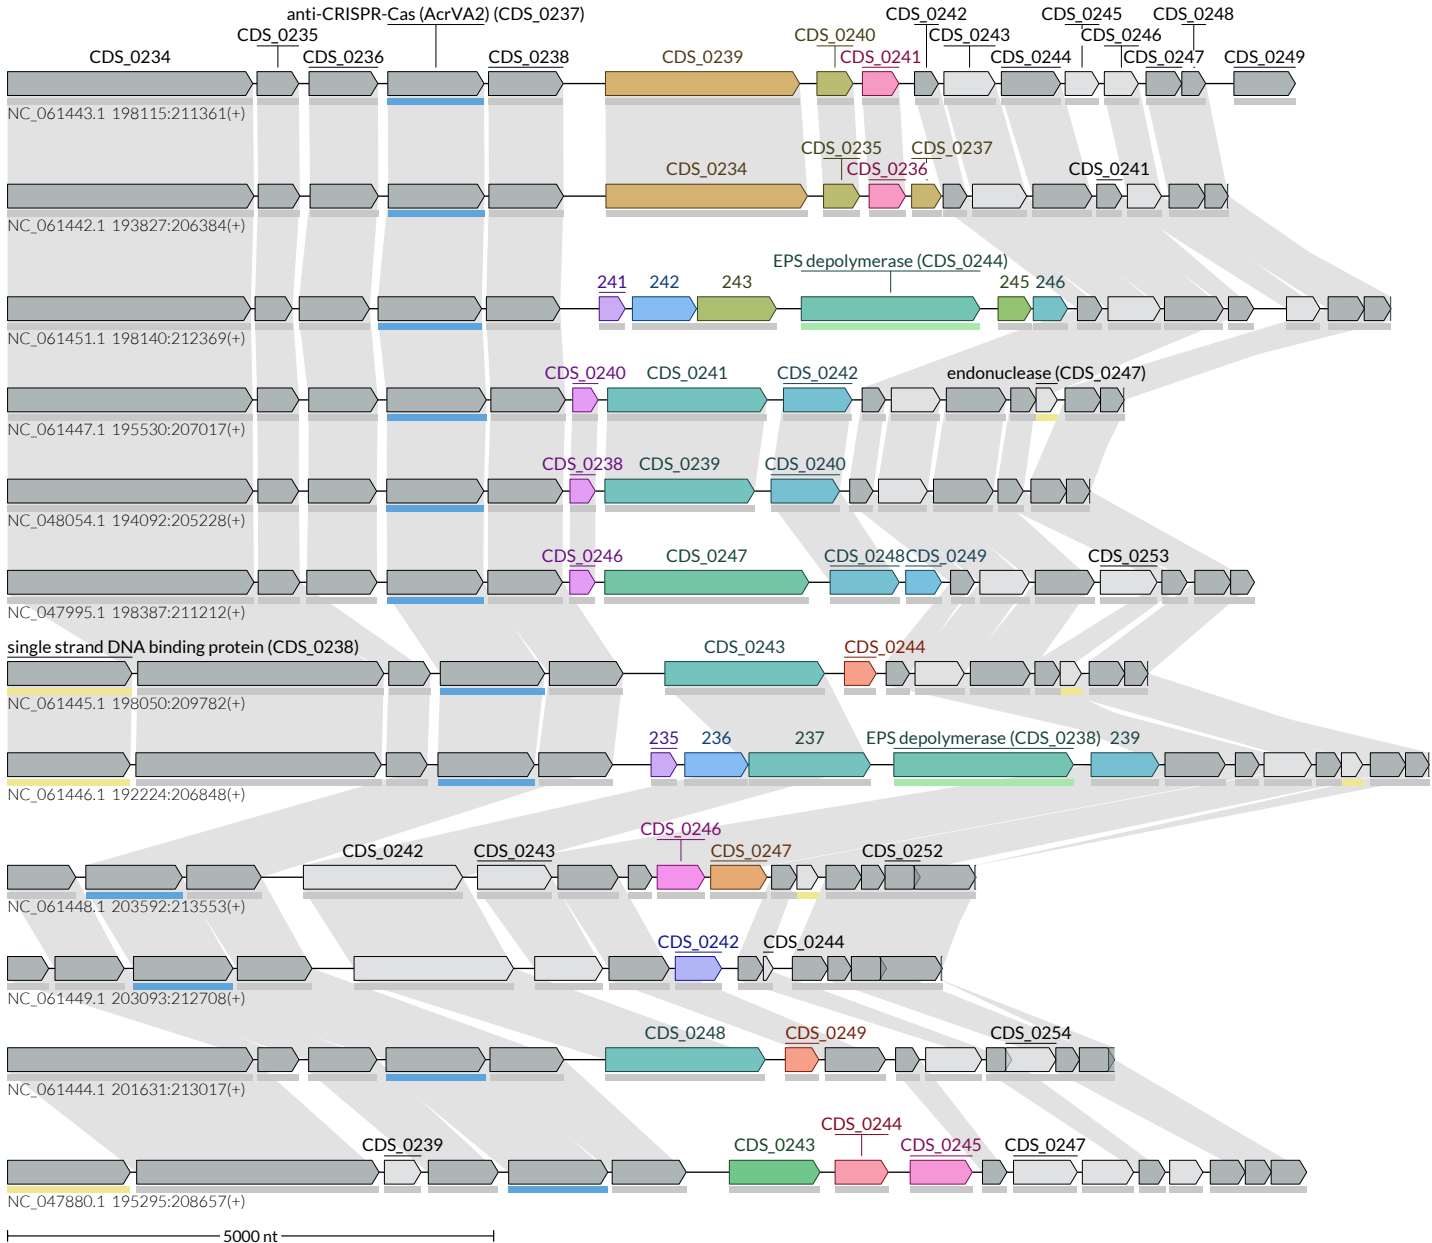 anti-CRISPR-Cas (AcrVA2) (CDS_0237)
CDS_0242 CDS_0245 CDS_0248
CDS_0235 CDS_0240 CDS_0243 CDS_0246
CDS_0234 CDS_0236 CDS_0238 CDS_0239 CDS_0241 CDS_0244 CDS_0247 CDS_0249
NC_061443.1 198115:211361(+)
CDS_0235 CDS_0237
CDS_0234 CDS_0236 CDS_0241
NC_061442.1 193827:206384(+)
EPS depolymerase (CDS_0244)
241 242 243 245 246
NC_061451.1 198140:212369(+)
CDS_0240 CDS_0241 CDS_0242 endonuclease (CDS_0247)
NC_061447.1 195530:207017(+)
CDS_0238 CDS_0239 CDS_0240
NC_048054.1 194092:205228(+)
CDS_0246 CDS_0247 CDS_0248 CDS_0249 CDS_0253
NC_047995.1 198387:211212(+)
single strand DNA binding protein (CDS_0238) CDS_0243 CDS_0244
NC_061445.1 198050:209782(+)
235 236 237 EPS depolymerase (CDS_0238) 239
NC_061446.1 192224:206848(+)
CDS_0246
CDS_0242 CDS_0243 CDS_0247 CDS_0252
NC_061448.1 203592:213553(+)
CDS_0242 CDS_0244
NC_061449.1 203093:212708(+)
CDS_0248 CDS_0249 CDS_0254
NC_061444.1 201631:213017(+)
CDS_0244
CDS_0239 CDS_0243 CDS_0245 CDS_0247
NC_047880.1 195295:208657(+)
5000 nt